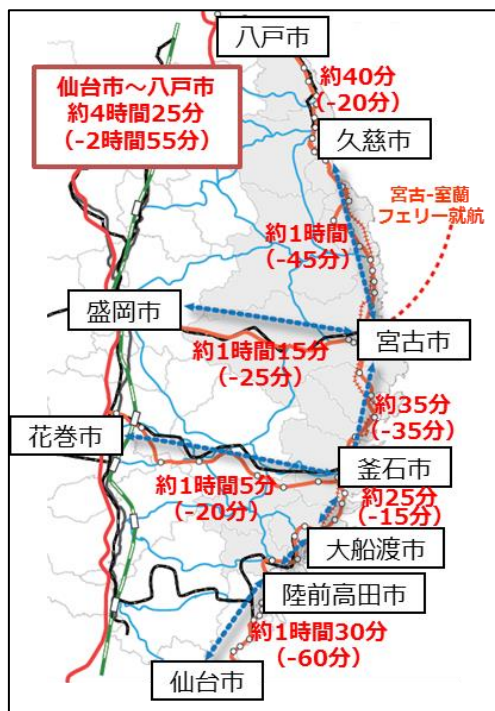 八戸市
仙台市～八戸市
約4時間25分
（-2時間55分）
約40分
(-20分)
久慈市
宮古-室蘭
フェリー就航
約1時間
（-45分）
盛岡市
宮古市
約1時間15分
（-25分）
約35分
（-35分）
花巻市
釜石市
約1時間5分
（-20分）
約25分
（-15分）
大船渡市
陸前高田市
約1時間30分
（-60分）
仙台市